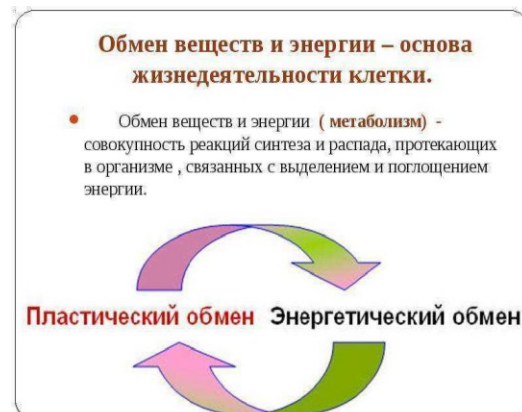 Обмен веществ и энергии – основа
жизнедеятельности клетки.
• Обмен веществ и энергии ( метаболизм) -
совокупность реакций синтеза и распада, протекающих
в организме , связанных с выделением и поглощением
энергии.
Пластический обмен Энергетический обмен